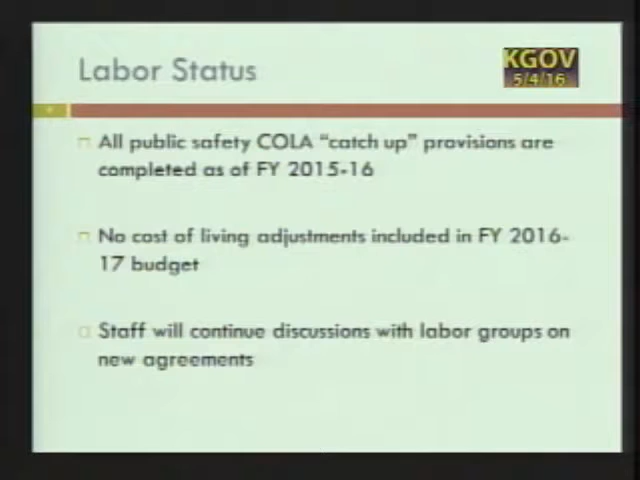 Labor Status
KGOV
5/4/16
All public safety COLA “catch up” provisions are
completed as of FY 2015-16
No cost of living adjustments included in FY 2016-
17 budget
Staff will continue discussions with labor groups on
new agreements